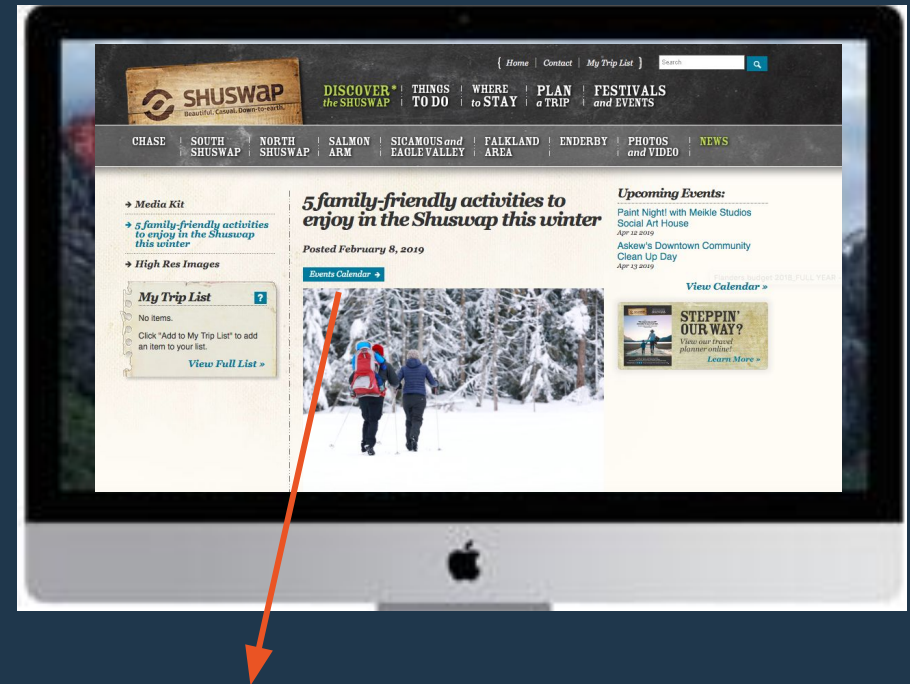 { Home | Contact | My Trip List }
Search
SHUSWAP
Beautiful. Casual. Down-to-earth.
DISCOVER*
the SHUSWAP
THINGS
TO DO
WHERE
to STAY
PLAN
a TRIP
FESTIVALS
and EVENTS
CHASE
SOUTH
SHUSWAP
NORTH
SHUSWAP
SALMON
ARM
SICAMOUS and
EAGLE VALLEY
FALKLAND
AREA
ENDERBY
PHOTOS
and VIDEO
NEWS
→ Media Kit
→ 5 family-friendly activities
to enjoy in the Shuswap
this winter
→ High Res Images
My Trip List ?
No items.
Click "Add to My Trip List" to add
an item to your list.
View Full List »
5 family-friendly activities to
enjoy in the Shuswap this winter
Posted February 8, 2019
Events Calendar →
Upcoming Events:
Paint Night! with Meikle Studios
Social Art House
Apr 12 2019
Askew's Downtown Community
Clean Up Day
Apr 13 2019
View Calendar »
STEPPIN'
OUR WAY?
View our travel
planner online!
Learn More »